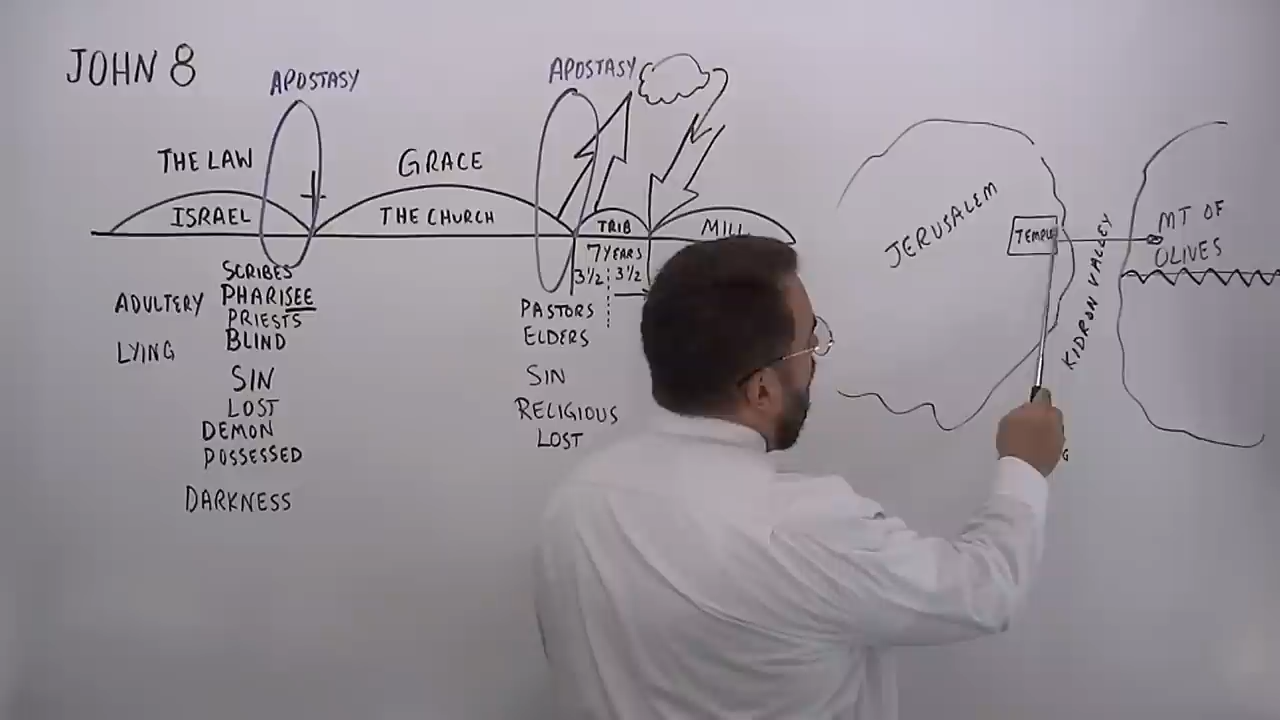 JOHN 8
APOSTASY
APOSTASY
THE LAW
GRACE
ISRAEL
THE CHURCH
TRIB
MILL
7 YEARS
3½
3½
SCRIBES
ADULTERY
PHARISEE
PRIESTS
LYING
BLIND
SIN
LOST
DEMON
POSSESSED
DARKNESS
PASTORS
ELDERS
SIN
RELIGIOUS
LOST
JERUSALEM
TEMPLE
KIDRON VALLEY
MT OF
OLIVES